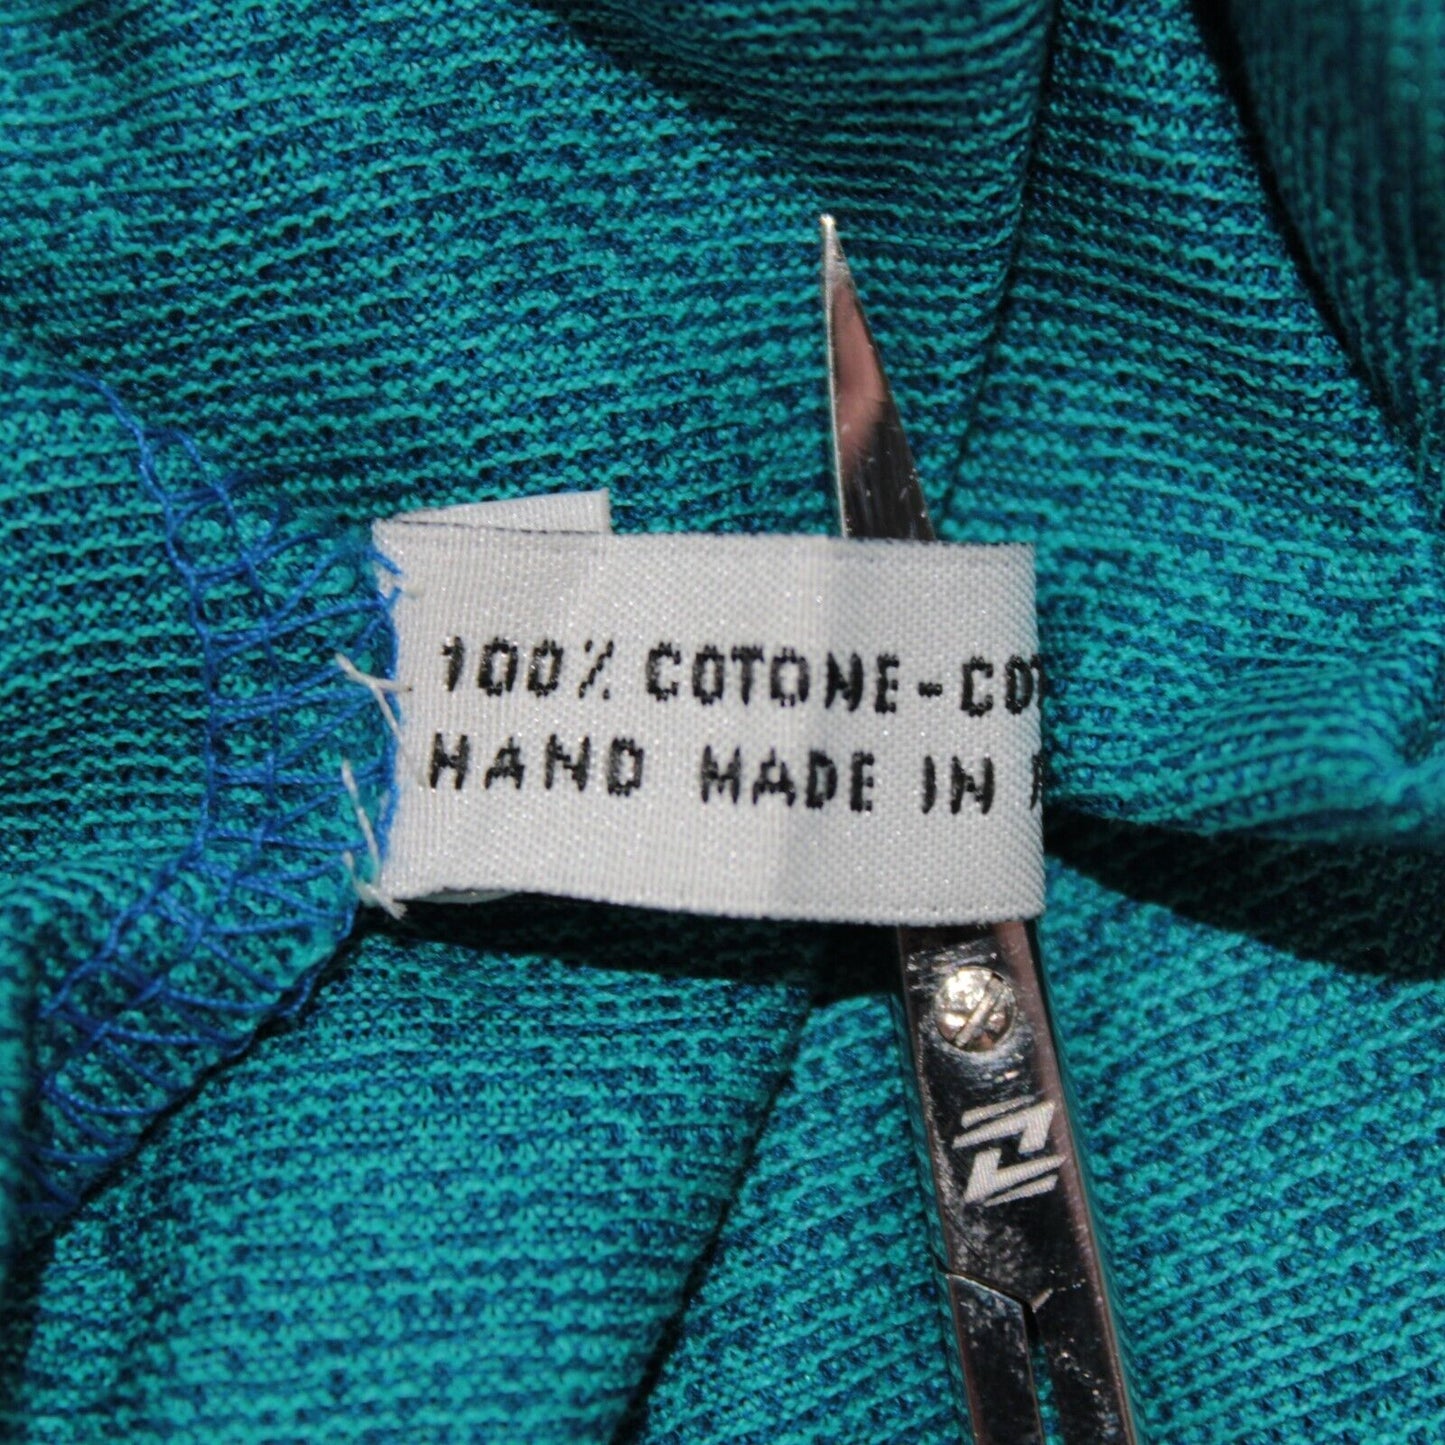 100% COTONE-CO
HAND MADE IN